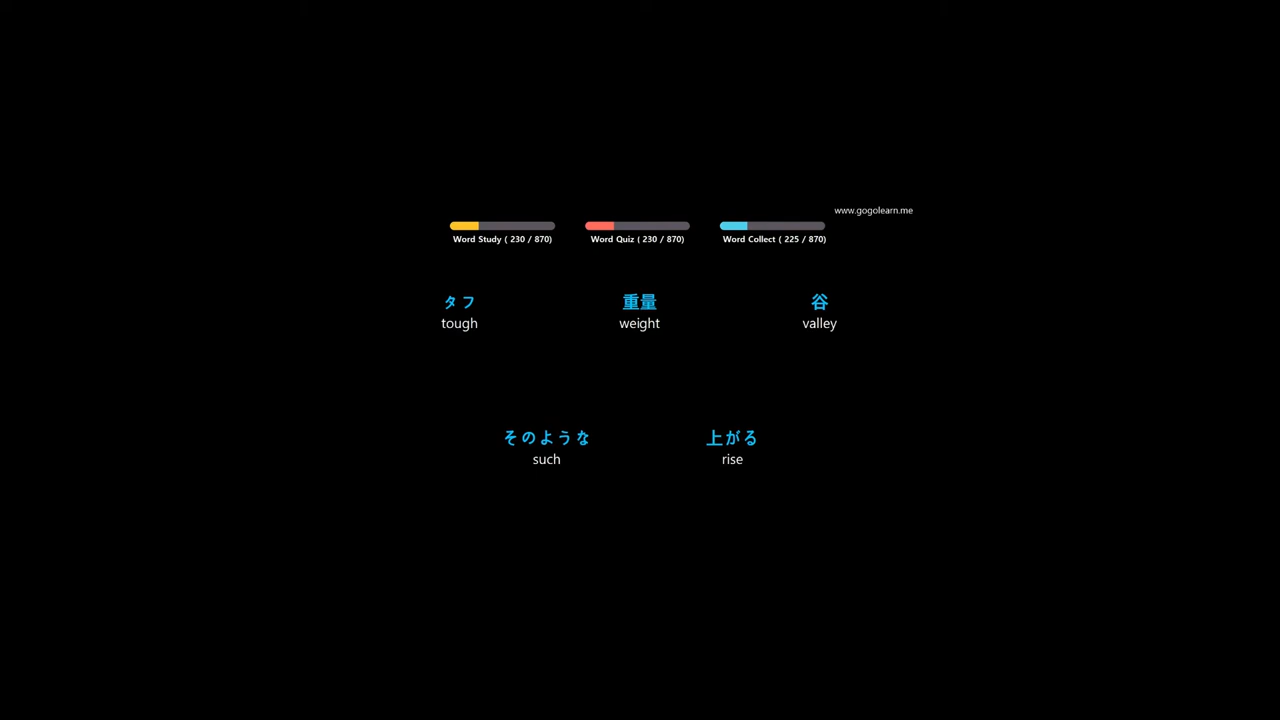 www.gogolearn.me
Word Study ( 230 / 870)
Word Quiz ( 230 / 870)
Word Collect ( 225 / 870)
タフ
tough
重量
weight
谷
valley
そのような
such
上がる
rise